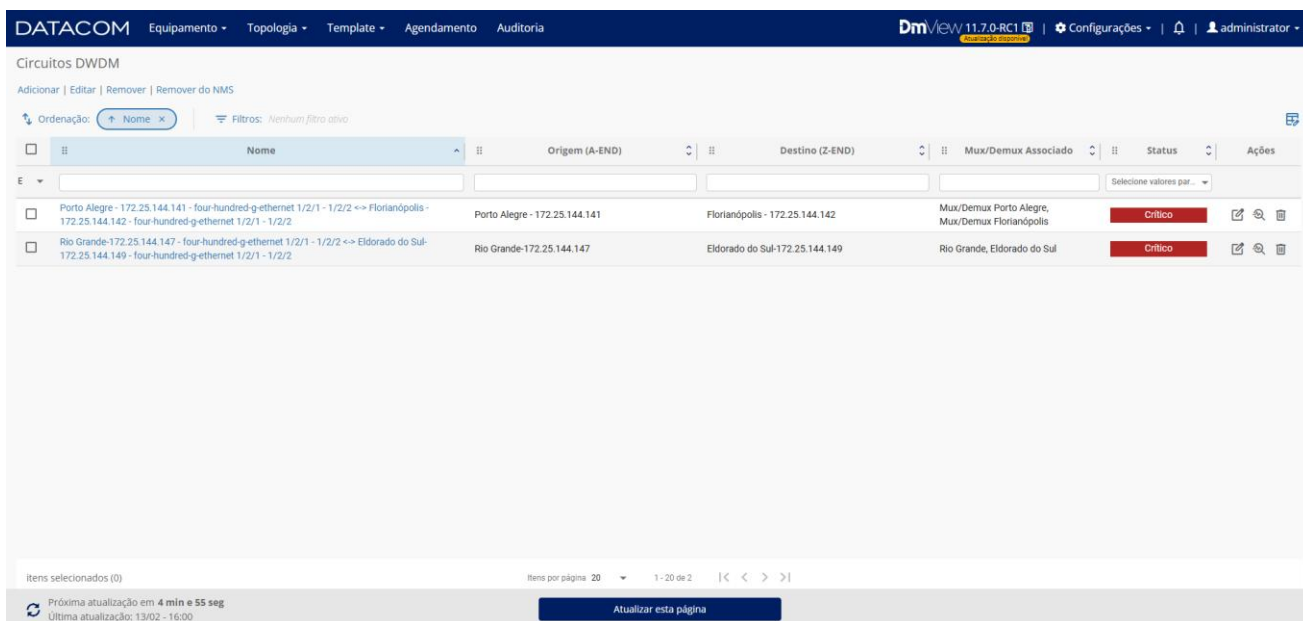 DATACOM Equipamento Topologia Template Agendamento Auditoria DmView 11.7.0-RC1 | Configurações | | administrator
Atualização disponível
Circuitos DWDM
Adicionar | Editar | Remover | Remover do NMS
Ordenação: Nome × Filtros: Nenhum filtro ativo
Nome Origem (A-END) Destino (Z-END) Mux/Demux Associado Status Ações
E Selecione valores par...
Porto Alegre - 172.25.144.141 - four-hundred-g-ethernet 1/2/1 - 1/2/2 <-> Florianópolis -
172.25.144.142 - four-hundred-g-ethernet 1/2/1 - 1/2/2
Porto Alegre - 172.25.144.141
Florianópolis - 172.25.144.142
Mux/Demux Porto Alegre,
Mux/Demux Florianópolis
Crítico
Rio Grande-172.25.144.147 - four-hundred-g-ethernet 1/2/1 - 1/2/2 <-> Eldorado do Sul-
172.25.144.149 - four-hundred-g-ethernet 1/2/1 - 1/2/2
Rio Grande-172.25.144.147
Eldorado do Sul-172.25.144.149
Rio Grande, Eldorado do Sul
Crítico
itens selecionados (0) Itens por página 20 1 - 20 de 2 |< < > >|
Próxima atualização em 4 min e 55 seg
Última atualização: 13/02 - 16:00
Atualizar esta página